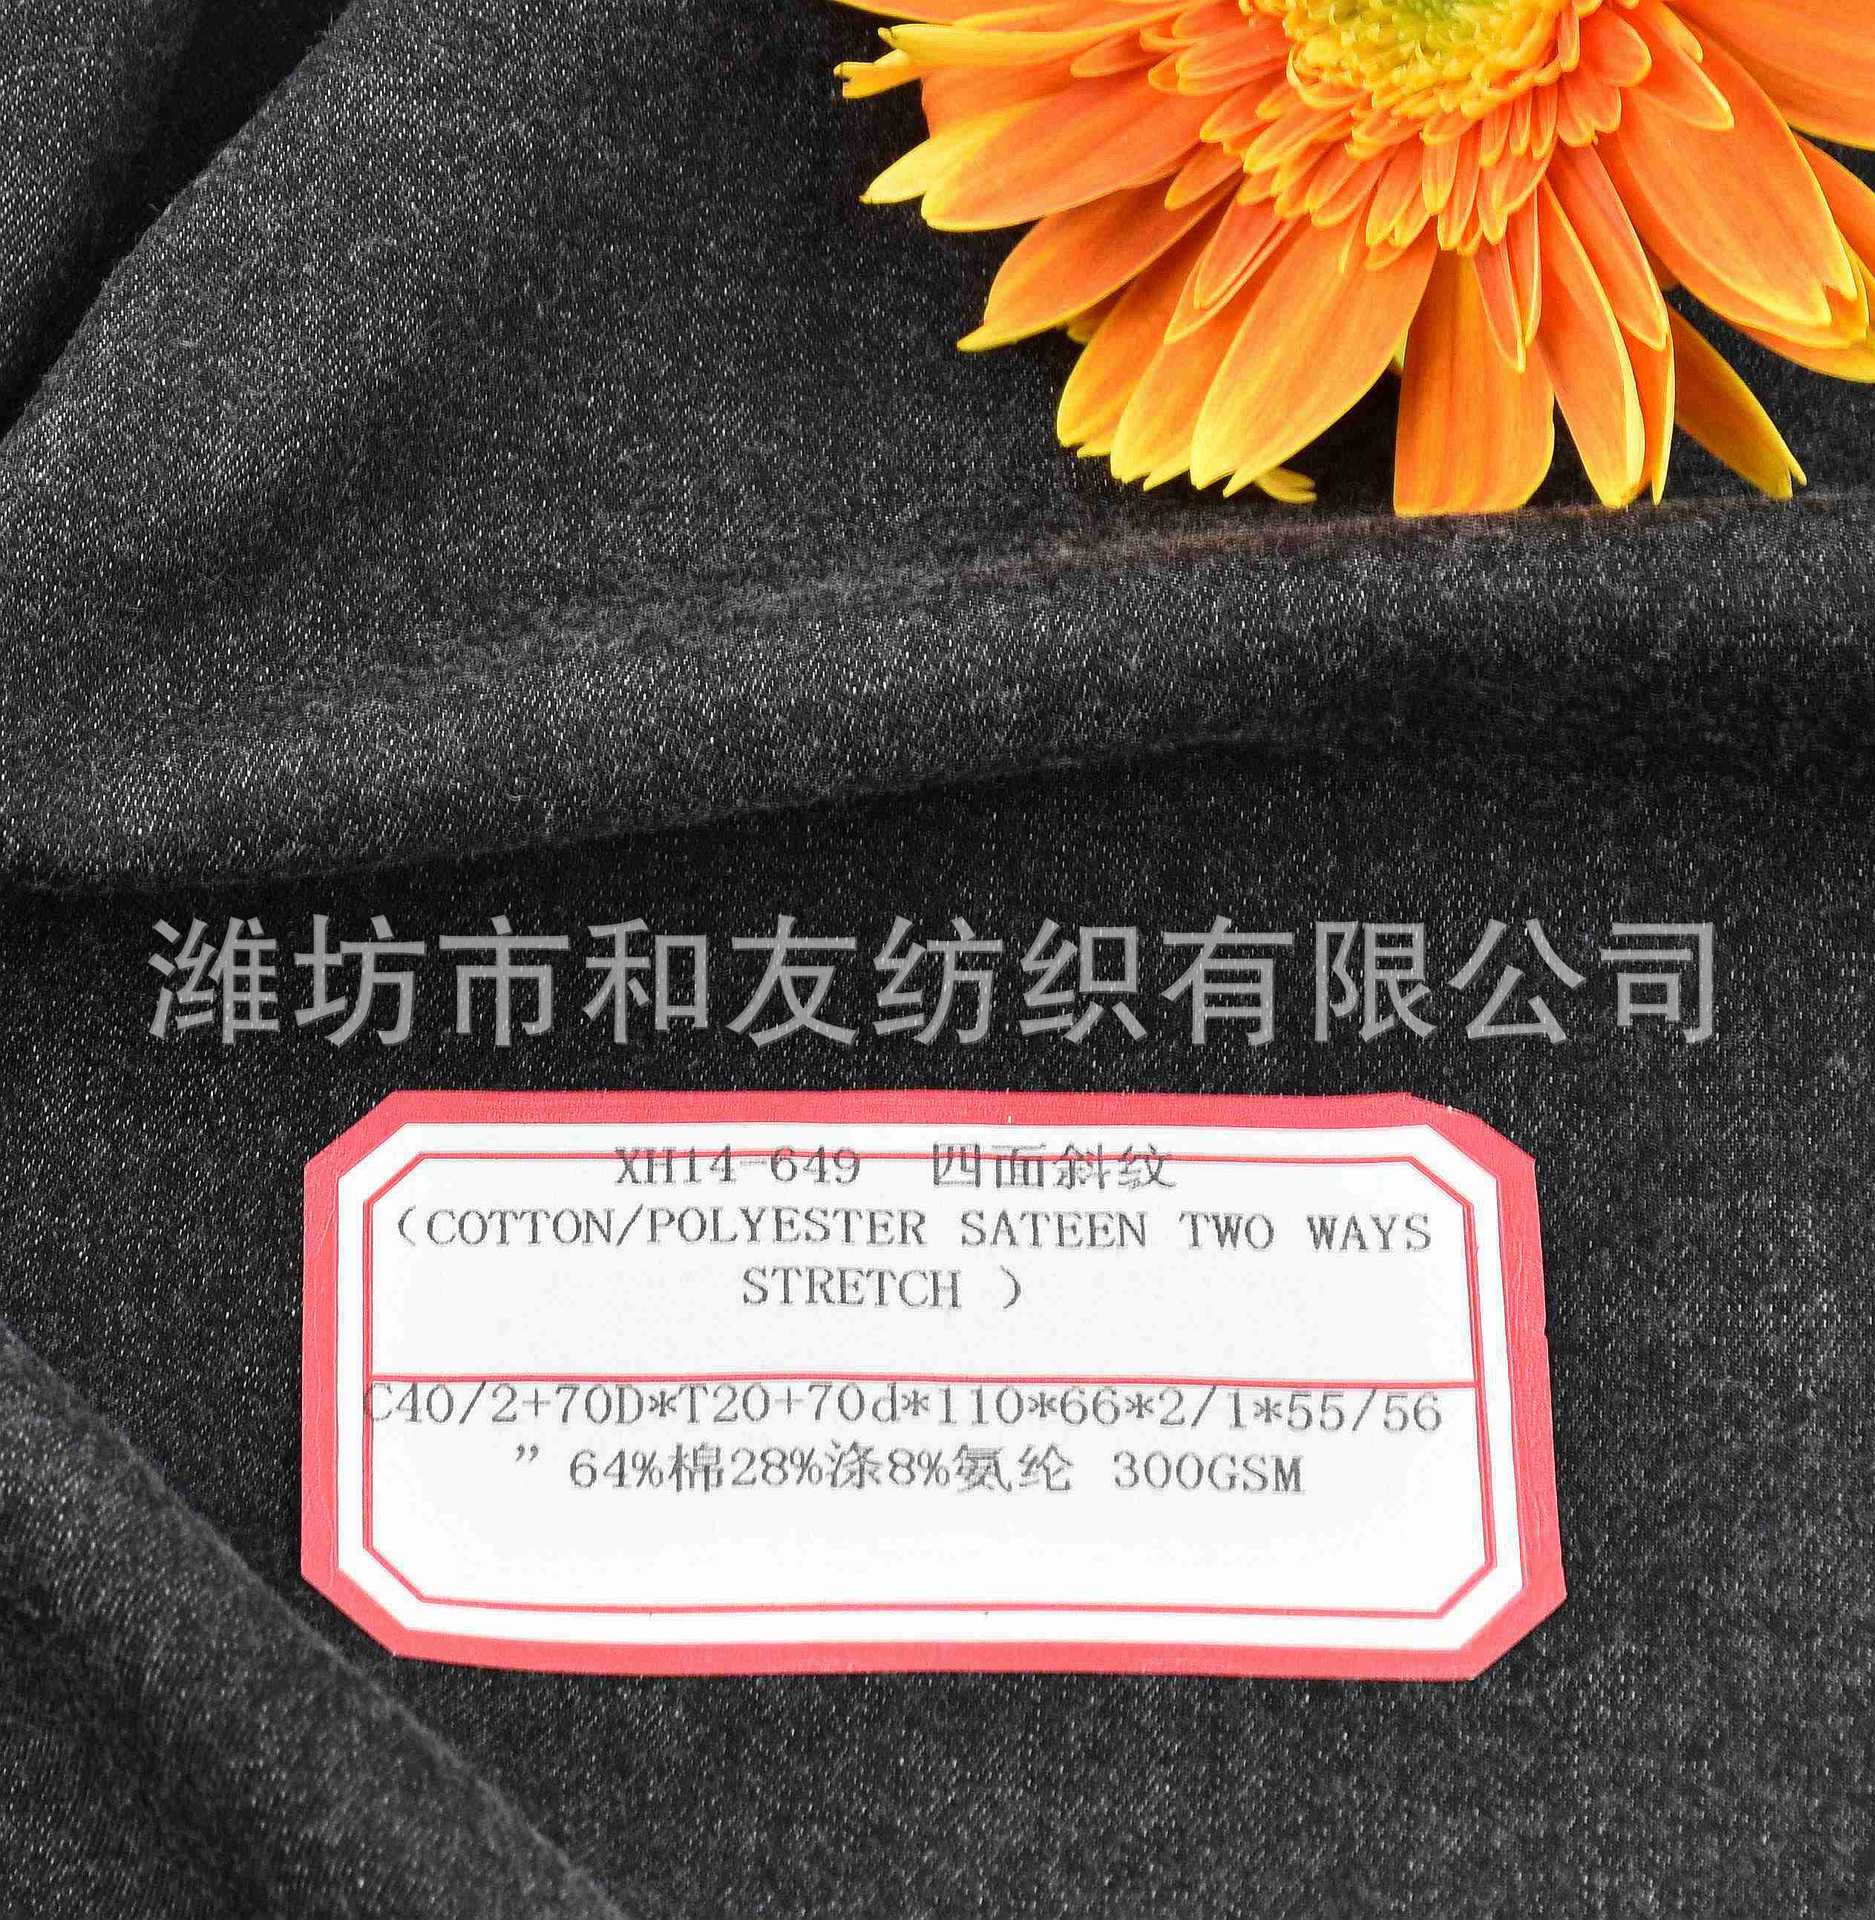 潍坊市和友纺织有限公司
XH14-649 四面斜纹
（COTTON/POLYESTER SATEEN TWO WAYS
STRETCH ）
C40/2+70D*T20+70d*110*66*2/1*55/56
” 64%棉28%涤8%氨纶 300GSM